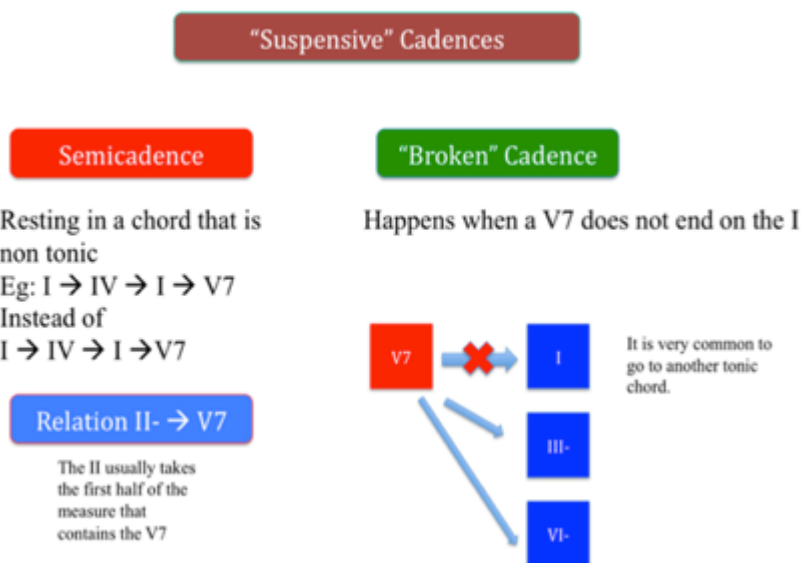 “Suspensive” Cadences
Semicadence
Resting in a chord that is
non tonic
Eg: I → IV → I → V7
Instead of
I → IV → I →V7
Relation II- → V7
The II usually takes
the first half of the
measure that
contains the V7
“Broken” Cadence
Happens when a V7 does not end on the I
V7
I
It is very common to
go to another tonic
chord.
III-
VI-